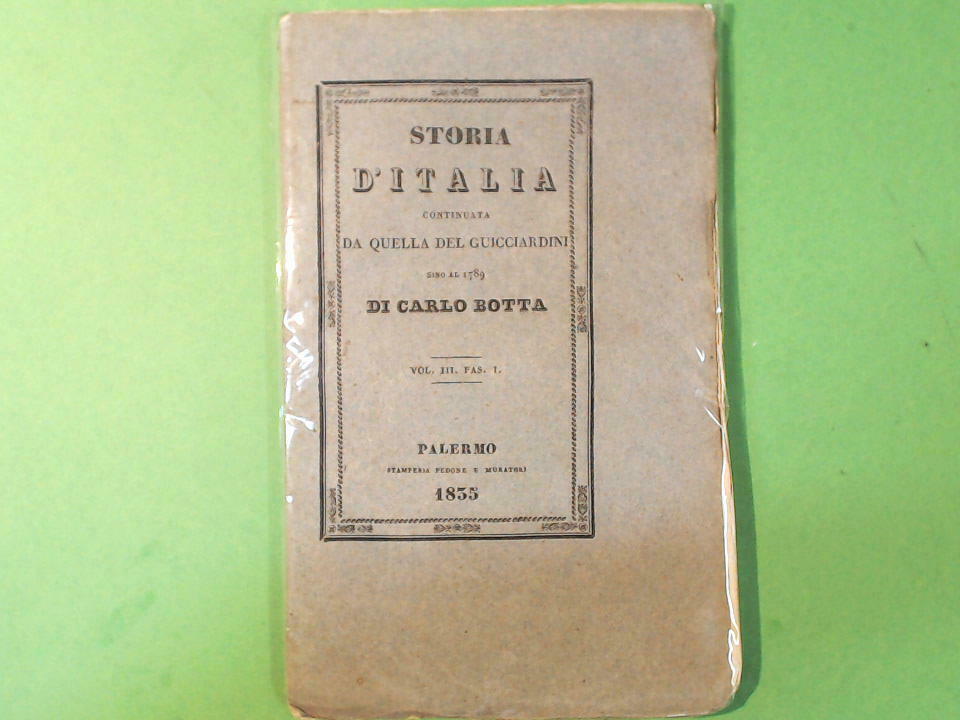 STORIA
D'ITALIA
CONTINUATA
DA QUELLA DEL GUICCIARDINI
SINO AL 1789
DI CARLO BOTTA
VOL. III. FAS. I.
PALERMO
STAMPERIA PEDONE E MURATORI
1835